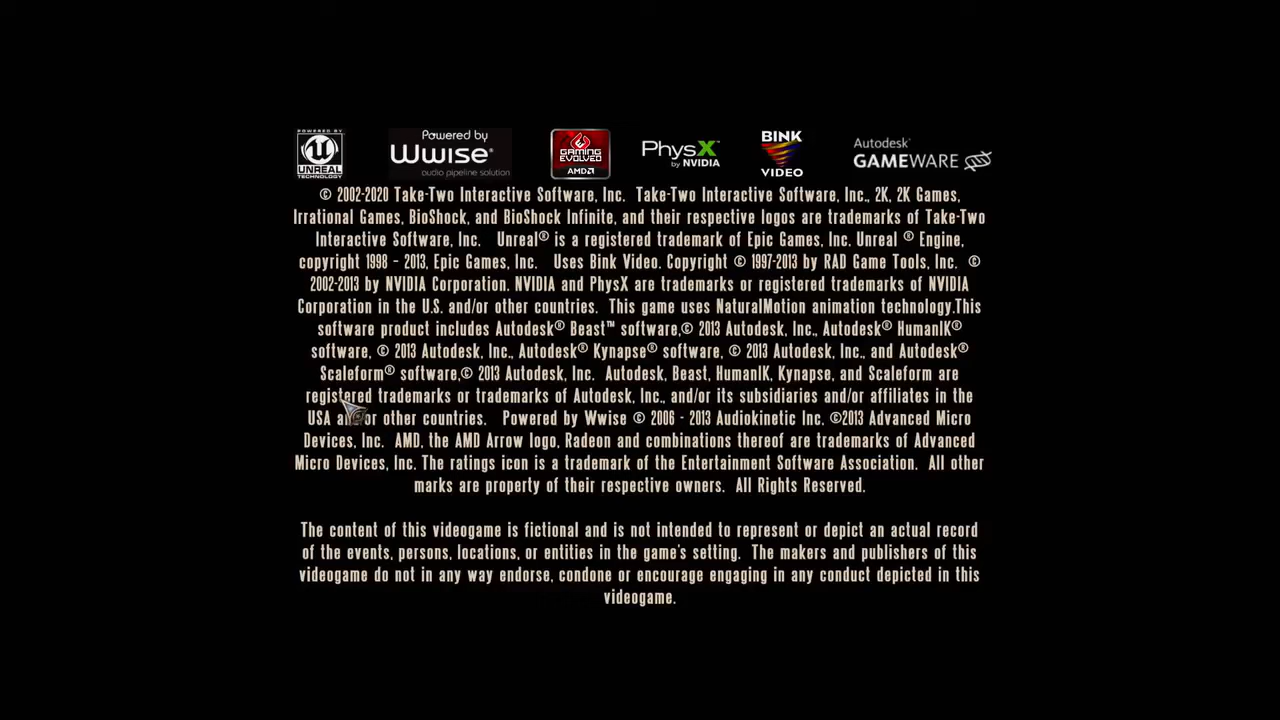 POWERED BY
UNREAL
TECHNOLOGY
Powered by
Wwise®
audio pipeline solution
GAMING
EVOLVED
AMD
PhysX™
by NVIDIA
BINK
VIDEO
Autodesk®
GAMEWARE
© 2002-2020 Take-Two Interactive Software, Inc. Take-Two Interactive Software, Inc., 2K, 2K Games,
Irrational Games, BioShock, and BioShock Infinite, and their respective logos are trademarks of Take-Two
Interactive Software, Inc. Unreal® is a registered trademark of Epic Games, Inc. Unreal ® Engine,
copyright 1998 - 2013, Epic Games, Inc. Uses Bink Video. Copyright © 1997-2013 by RAD Game Tools, Inc. ©
2002-2013 by NVIDIA Corporation. NVIDIA and PhysX are trademarks or registered trademarks of NVIDIA
Corporation in the U.S. and/or other countries. This game uses NaturalMotion animation technology.This
software product includes Autodesk® Beast™ software,© 2013 Autodesk, Inc., Autodesk® HumanIK®
software, © 2013 Autodesk, Inc., Autodesk® Kynapse® software, © 2013 Autodesk, Inc., and Autodesk®
Scaleform® software,© 2013 Autodesk, Inc. Autodesk, Beast, HumanIK, Kynapse, and Scaleform are
registered trademarks or trademarks of Autodesk, Inc., and/or its subsidiaries and/or affiliates in the
USA and/or other countries. Powered by Wwise © 2006 - 2013 Audiokinetic Inc. ©2013 Advanced Micro
Devices, Inc. AMD, the AMD Arrow logo, Radeon and combinations thereof are trademarks of Advanced
Micro Devices, Inc. The ratings icon is a trademark of the Entertainment Software Association. All other
marks are property of their respective owners. All Rights Reserved.
The content of this videogame is fictional and is not intended to represent or depict an actual record
of the events, persons, locations, or entities in the game's setting. The makers and publishers of this
videogame do not in any way endorse, condone or encourage engaging in any conduct depicted in this
videogame.